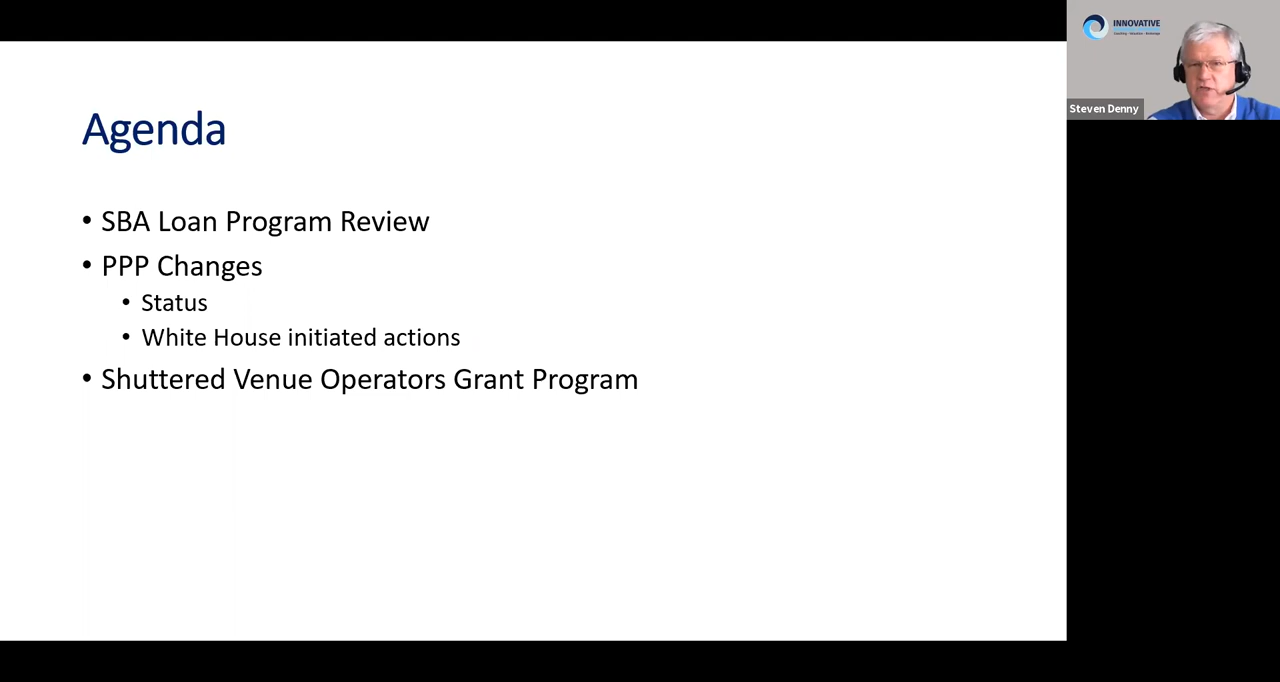 Agenda
• SBA Loan Program Review
• PPP Changes
• Status
• White House initiated actions
• Shuttered Venue Operators Grant Program
INNOVATIVE
Steven Denny